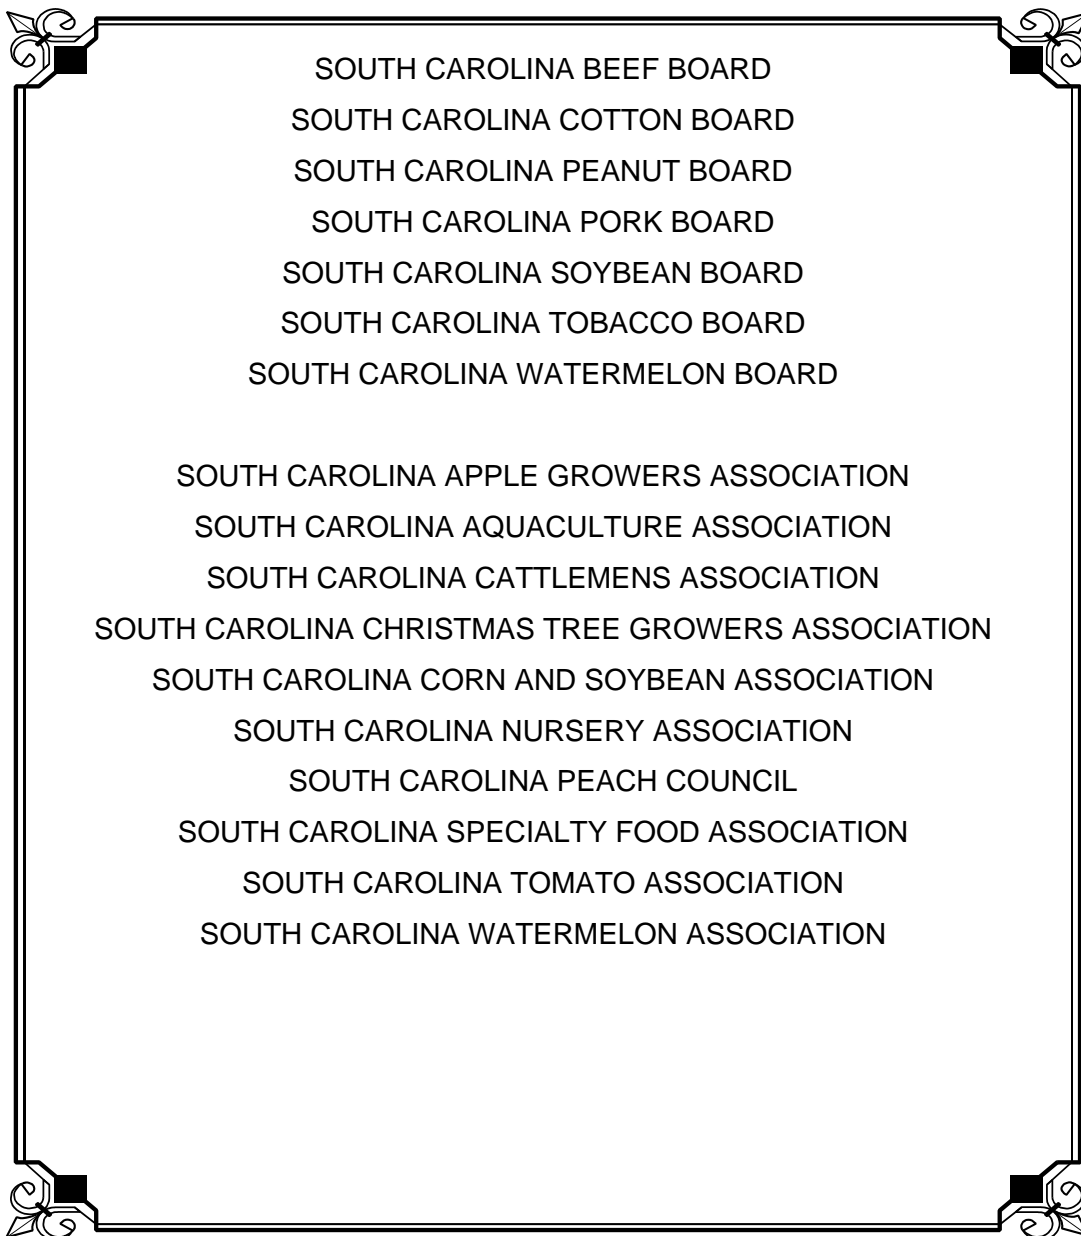 SOUTH CAROLINA BEEF BOARD
SOUTH CAROLINA COTTON BOARD
SOUTH CAROLINA PEANUT BOARD
SOUTH CAROLINA PORK BOARD
SOUTH CAROLINA SOYBEAN BOARD
SOUTH CAROLINA TOBACCO BOARD
SOUTH CAROLINA WATERMELON BOARD
SOUTH CAROLINA APPLE GROWERS ASSOCIATION
SOUTH CAROLINA AQUACULTURE ASSOCIATION
SOUTH CAROLINA CATTLEMENS ASSOCIATION
SOUTH CAROLINA CHRISTMAS TREE GROWERS ASSOCIATION
SOUTH CAROLINA CORN AND SOYBEAN ASSOCIATION
SOUTH CAROLINA NURSERY ASSOCIATION
SOUTH CAROLINA PEACH COUNCIL
SOUTH CAROLINA SPECIALTY FOOD ASSOCIATION
SOUTH CAROLINA TOMATO ASSOCIATION
SOUTH CAROLINA WATERMELON ASSOCIATION